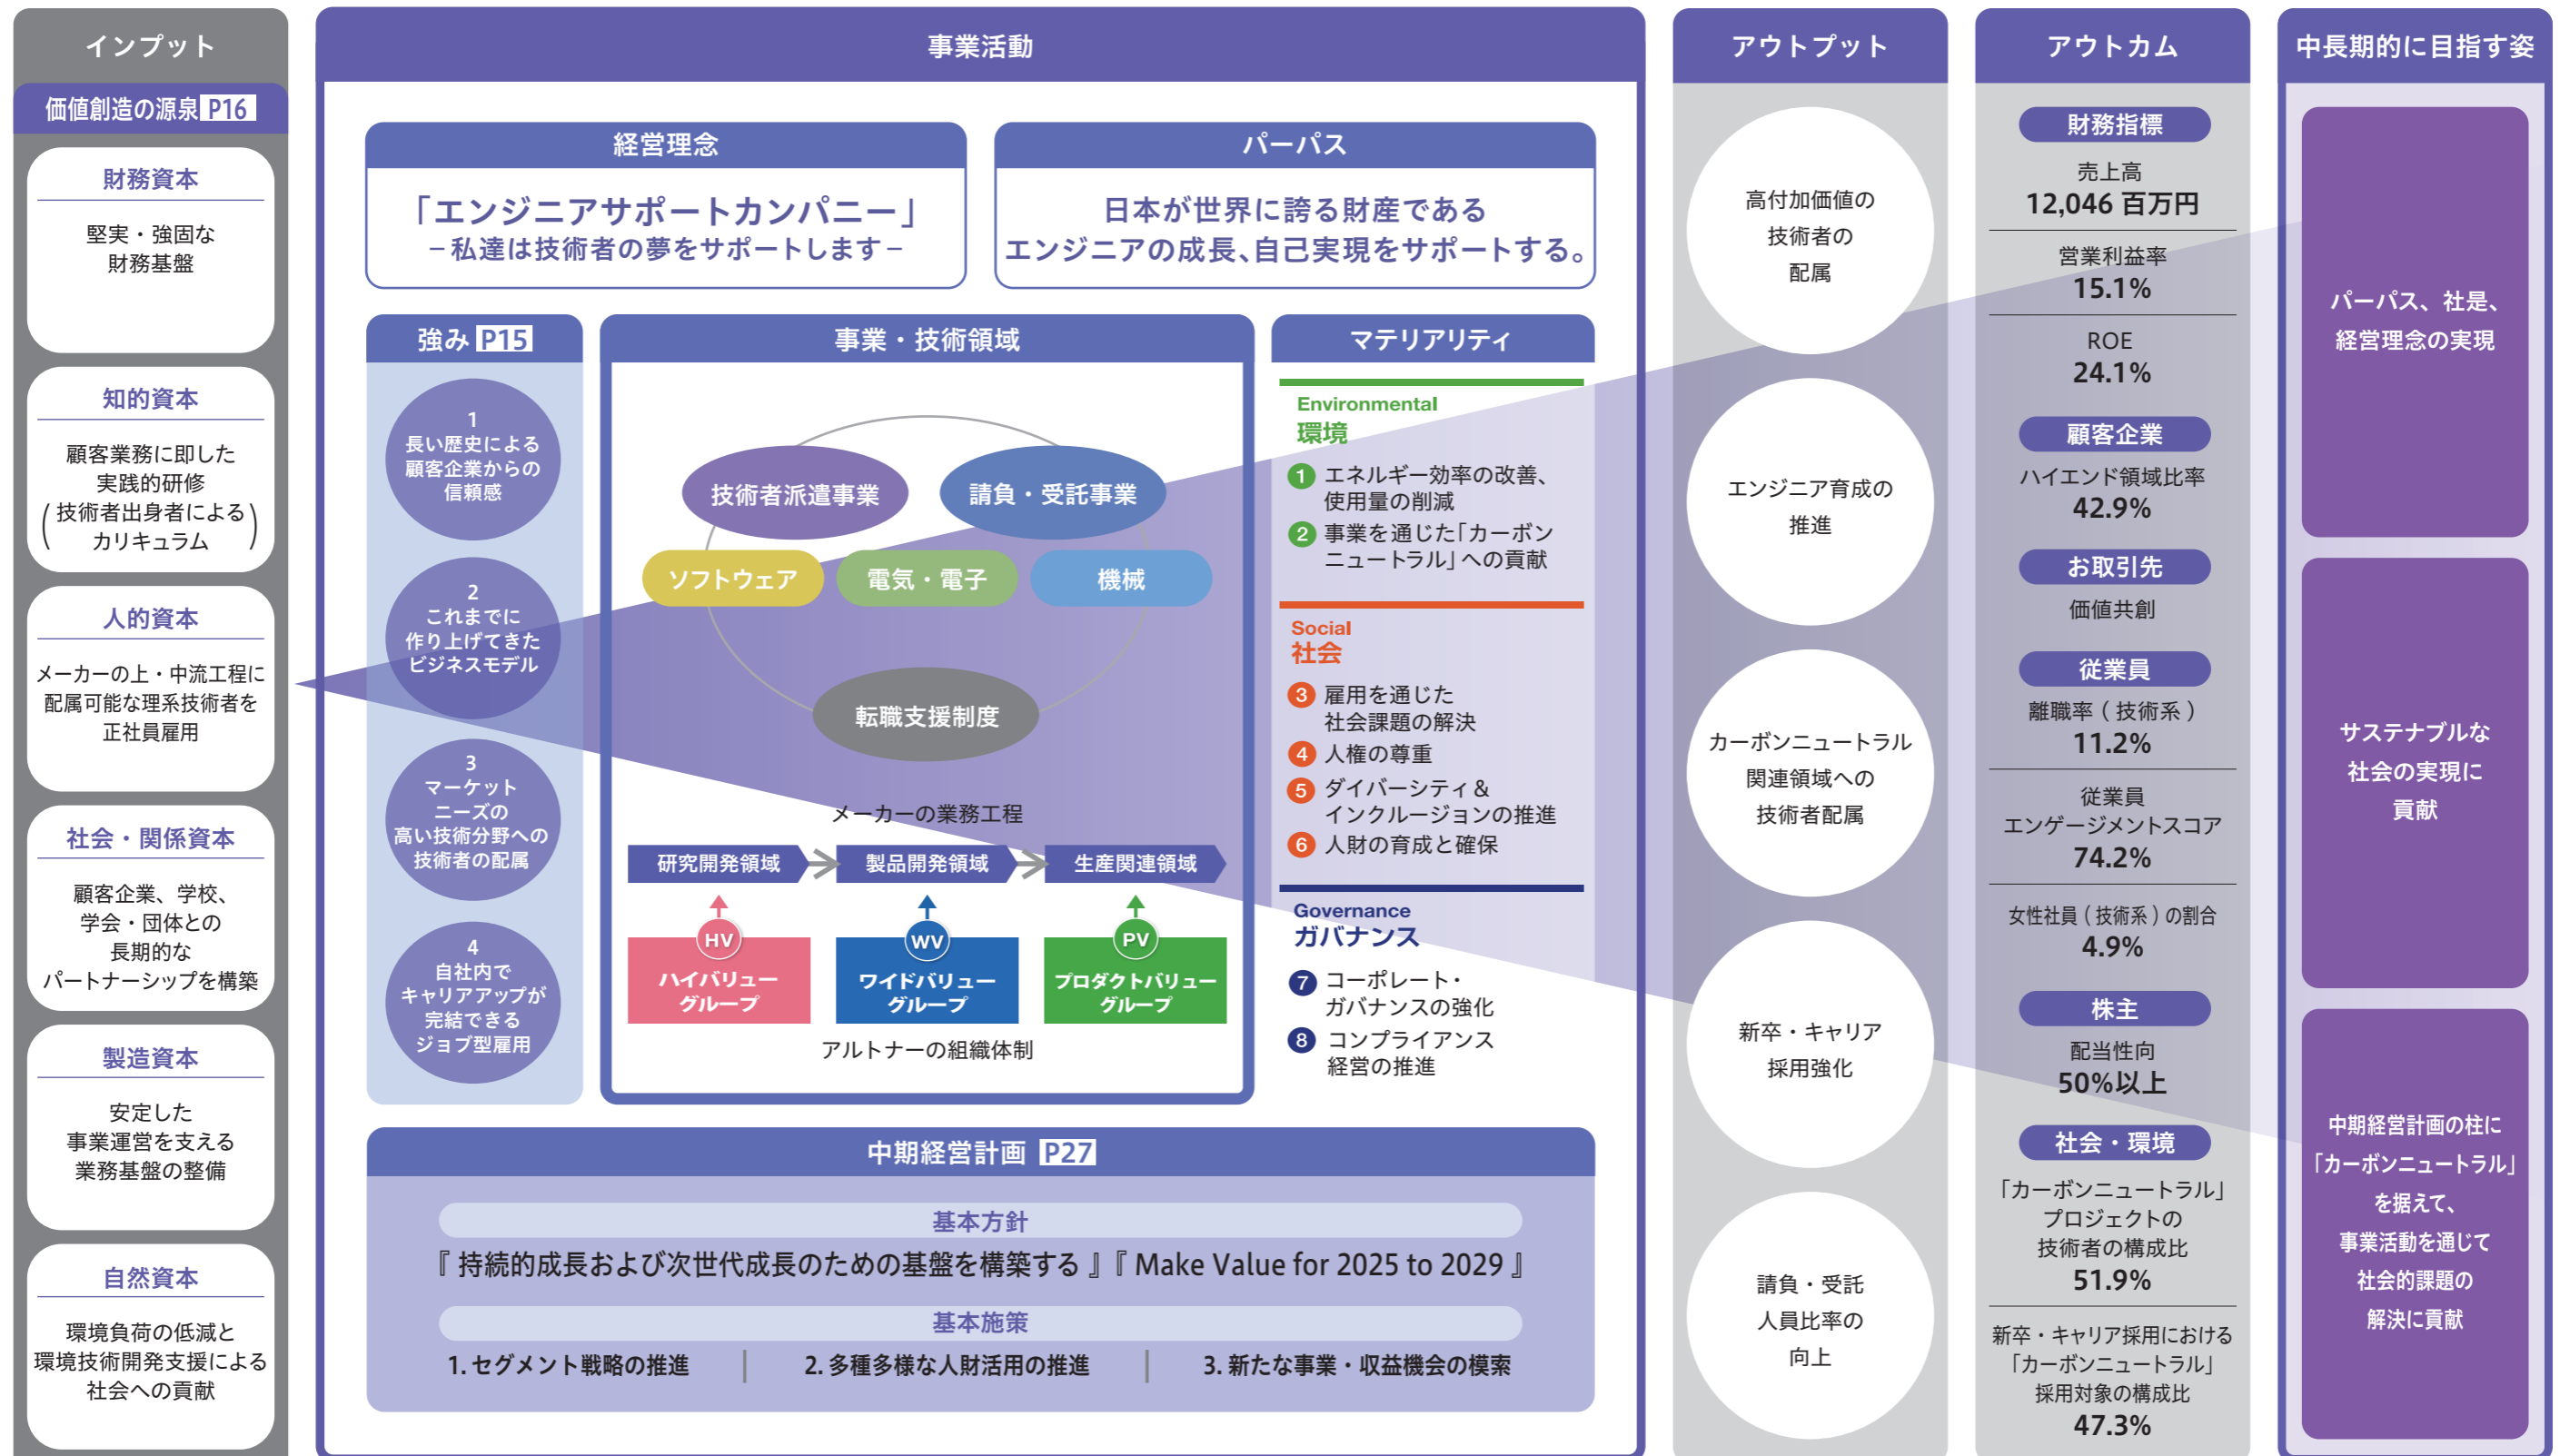 インプット
価値創造の源泉 P16
財務資本
堅実・強固な
財務基盤
知的資本
顧客業務に即した
実践的研修
(技術者出身者による
カリキュラム)
人的資本
メーカーの上・中流工程に
配属可能な理系技術者を
正社員雇用
社会・関係資本
顧客企業、学校、
学会・団体との
長期的な
パートナーシップを構築
製造資本
安定した
事業運営を支える
業務基盤の整備
自然資本
環境負荷の低減と
環境技術開発支援による
社会への貢献
事業活動
経営理念
「エンジニアサポートカンパニー」
－私達は技術者の夢をサポートします－
パーパス
日本が世界に誇る財産である
エンジニアの成長、自己実現をサポートする。
強み P15
1
長い歴史による
顧客企業からの
信頼感
2
これまでに
作り上げてきた
ビジネスモデル
3
マーケット
ニーズの
高い技術分野への
技術者の配属
4
自社内で
キャリアアップが
完結できる
ジョブ型雇用
事業・技術領域
技術者派遣事業
請負・受託事業
ソフトウェア
電気・電子
機械
転職支援制度
メーカーの業務工程
研究開発領域
製品開発領域
生産関連領域
HV
ハイバリュー
グループ
WV
ワイドバリュー
グループ
PV
プロダクトバリュー
グループ
アルトナーの組織体制
マテリアリティ
Environmental
環境
1 エネルギー効率の改善、
使用量の削減
2 事業を通じた「カーボン
ニュートラル」への貢献
Social
社会
3 雇用を通じた
社会課題の解決
4 人権の尊重
5 ダイバーシティ＆
インクルージョンの推進
6 人財の育成と確保
Governance
ガバナンス
7 コーポレート・
ガバナンスの強化
8 コンプライアンス
経営の推進
中期経営計画 P27
基本方針
『 持続的成長および次世代成長のための基盤を構築する 』『 Make Value for 2025 to 2029 』
基本施策
1. セグメント戦略の推進
2. 多種多様な人財活用の推進
3. 新たな事業・収益機会の模索
アウトプット
高付加価値の
技術者の
配属
エンジニア育成の
推進
カーボンニュートラル
関連領域への
技術者配属
新卒・キャリア
採用強化
請負・受託
人員比率の
向上
アウトカム
財務指標
売上高
12,046 百万円
営業利益率
15.1%
ROE
24.1%
顧客企業
ハイエンド領域比率
42.9%
お取引先
価値共創
従業員
離職率 ( 技術系 )
11.2%
従業員
エンゲージメントスコア
74.2%
女性社員 ( 技術系 ) の割合
4.9%
株主
配当性向
50%以上
社会・環境
「カーボンニュートラル」
プロジェクトの
技術者の構成比
51.9%
新卒・キャリア採用における
「カーボンニュートラル」
採用対象の構成比
47.3%
中長期的に目指す姿
パーパス、社是、
経営理念の実現
サステナブルな
社会の実現に
貢献
中期経営計画の柱に
「カーボンニュートラル」
を据えて、
事業活動を通じて
社会的課題の
解決に貢献